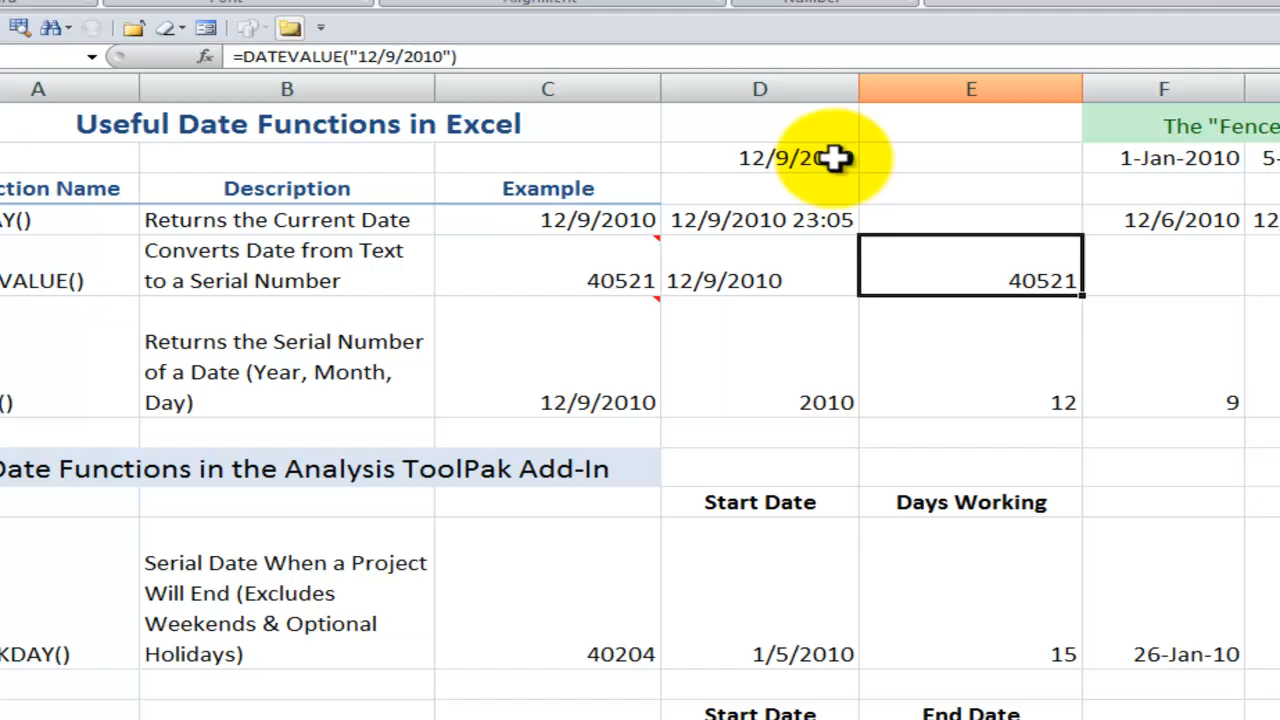 =DATEVALUE("12/9/2010")
A B C D E F
Useful Date Functions in Excel
The "Fence
12/9/20
1-Jan-2010 5-
ction Name Description Example
AY() Returns the Current Date 12/9/2010 12/9/2010 23:05 12/6/2010 12
Converts Date from Text
VALUE() to a Serial Number 40521 12/9/2010 40521
Returns the Serial Number
of a Date (Year, Month,
() Day) 12/9/2010 2010 12 9
Date Functions in the Analysis ToolPak Add-In
Start Date Days Working
Serial Date When a Project
Will End (Excludes
Weekends & Optional
KDAY() Holidays) 40204 1/5/2010 15 26-Jan-10
Start Date End Date